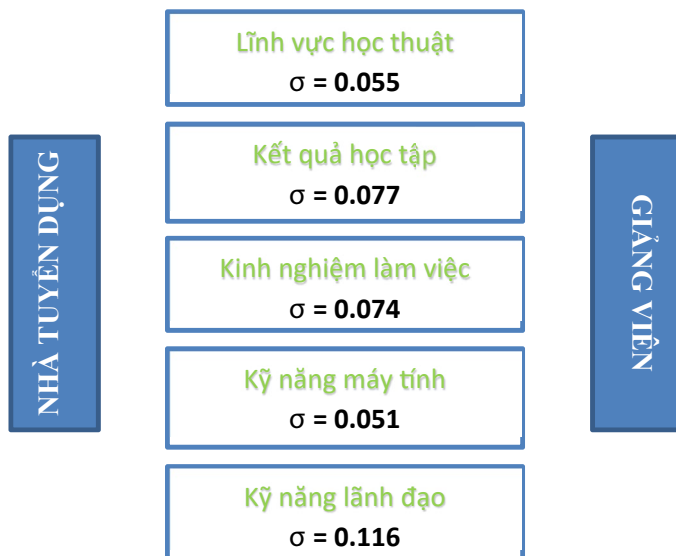 Lĩnh vực học thuật
σ = 0.055
Kết quả học tập
σ = 0.077
Kinh nghiệm làm việc
σ = 0.074
Kỹ năng máy tính
σ = 0.051
Kỹ năng lãnh đạo
σ = 0.116
NHÀ TUYỂN DỤNG
GIẢNG VIÊN